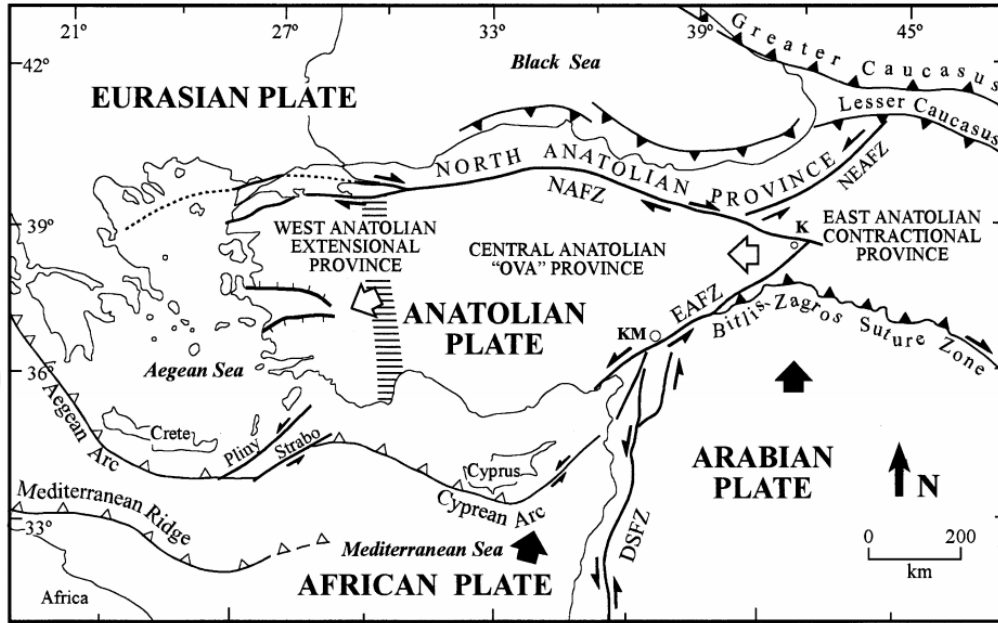 21°
27°
33°
39°
45°
42°
39°
36°
33°
Greater Caucasus
Lesser Caucasus
Black Sea
EURASIAN PLATE
NORTH ANATOLIAN PROVINCE
NAFZ
NEAFZ
K
WEST ANATOLIAN
EXTENSIONAL
PROVINCE
CENTRAL ANATOLIAN
“OVA” PROVINCE
EAST ANATOLIAN
CONTRACTIONAL
PROVINCE
ANATOLIAN
PLATE
EAFZ
KM
Bitlis-Zagros Suture Zone
Aegean Sea
Aegean Arc
Crete
Pliny
Strabo
Cyprus
Cyprean Arc
ARABIAN
PLATE
N
DSFZ
Mediterranean Ridge
Mediterranean Sea
AFRICAN PLATE
Africa
0 200
km